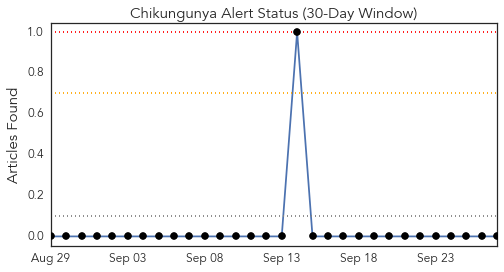 Chikungunya Alert Status (30-Day Window)
Articles Found
1.0
0.8
0.6
0.4
0.2
0.0
Aug 29 Sep 03 Sep 08 Sep 13 Sep 18 Sep 23